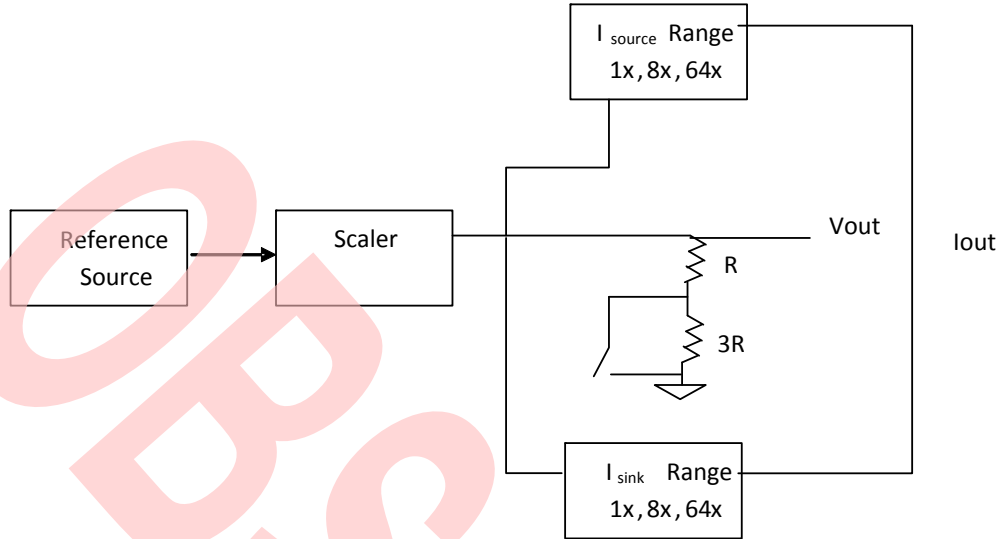 I source Range
1x, 8x, 64x
Reference
Source
Scaler
Vout
Iout
R
3R
I sink Range
1x, 8x, 64x